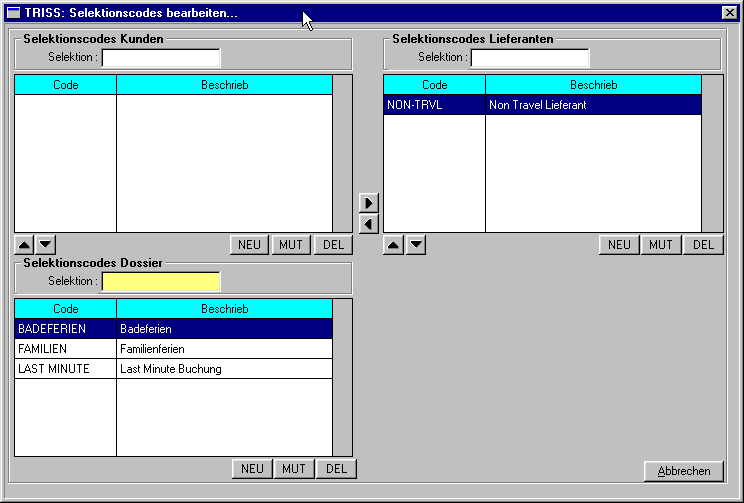 TRISS: Selektionscodes bearbeiten...
Selektionscodes Kunden
Selektion :
Code Beschrieb
NEU MUT DEL
Selektionscodes Lieferanten
Selektion :
Code Beschrieb
NON-TRVL Non Travel Lieferant
NEU MUT DEL
Selektionscodes Dossier
Selektion :
Code Beschrieb
BADEFERIEN Badeferien
FAMILIEN Familienferien
LAST MINUTE Last Minute Buchung
NEU MUT DEL
Abbrechen